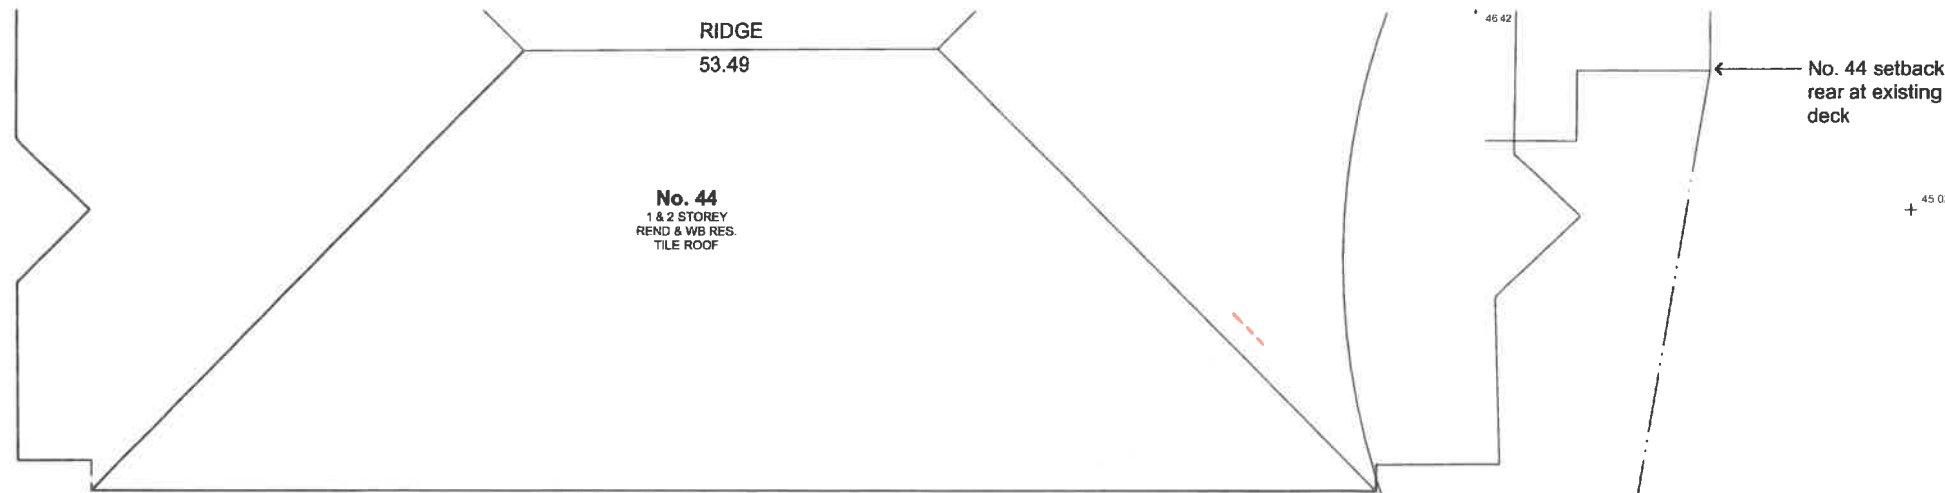 RIDGE
53.49
46 42
No. 44 setback
rear at existing
deck
No. 44
1 & 2 STOREY
REND & WB RES.
TILE ROOF